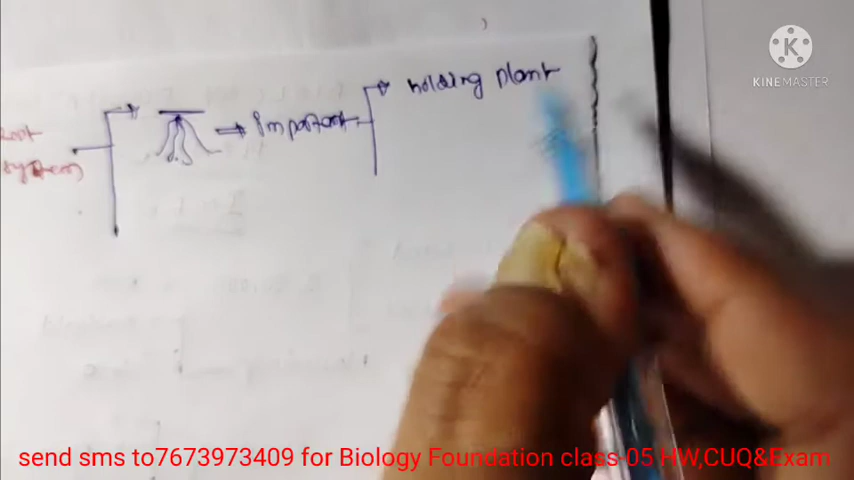 holding plant
Important
Root
System
KINEMASTER
send sms to7673973409 for Biology Foundation class-05 HW,CUQ&Exam